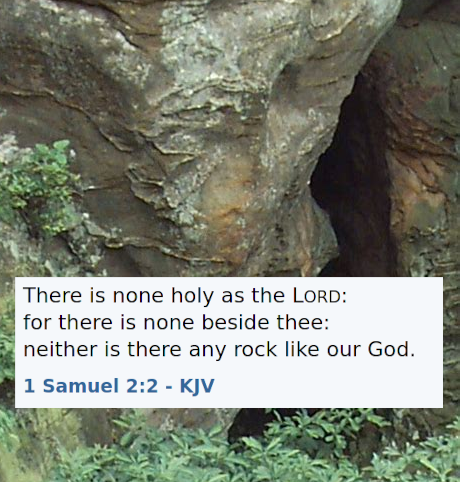 There is none holy as the LORD:
for there is none beside thee:
neither is there any rock like our God.
1 Samuel 2:2 - KJV